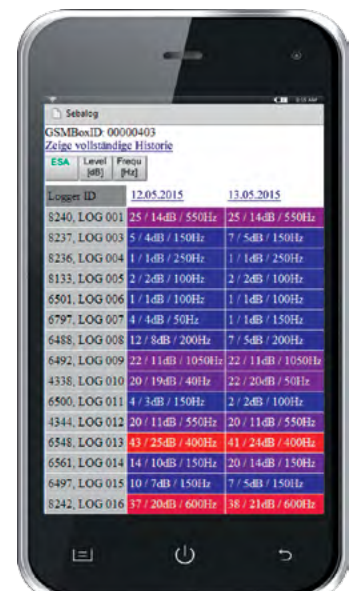 Sebalog
GSMBoxID: 00000403
Zeige vollständige Historie
ESA Level [dB] Frequ [Hz]
Logger ID 12.05.2015 13.05.2015
8240, LOG 001 25 / 14dB / 550Hz 25 / 14dB / 550Hz
8237, LOG 003 5 / 4dB / 150Hz 7 / 5dB / 150Hz
8236, LOG 004 1 / 1dB / 250Hz 1 / 1dB / 250Hz
8133, LOG 005 2 / 2dB / 100Hz 2 / 2dB / 100Hz
6501, LOG 006 1 / 1dB / 100Hz 1 / 1dB / 100Hz
6797, LOG 007 4 / 4dB / 50Hz 1 / 1dB / 150Hz
6488, LOG 008 12 / 8dB / 200Hz 7 / 5dB / 200Hz
6492, LOG 009 22 / 11dB / 1050Hz 22 / 11dB / 1050Hz
4338, LOG 010 20 / 19dB / 40Hz 22 / 20dB / 50Hz
6500, LOG 011 4 / 3dB / 150Hz 2 / 2dB / 100Hz
4344, LOG 012 20 / 11dB / 550Hz 20 / 11dB / 550Hz
6548, LOG 013 43 / 25dB / 400Hz 41 / 24dB / 400Hz
6561, LOG 014 14 / 10dB / 150Hz 20 / 14dB / 150Hz
6497, LOG 015 10 / 7dB / 150Hz 7 / 5dB / 150Hz
8242, LOG 016 37 / 20dB / 600Hz 38 / 21dB / 600Hz